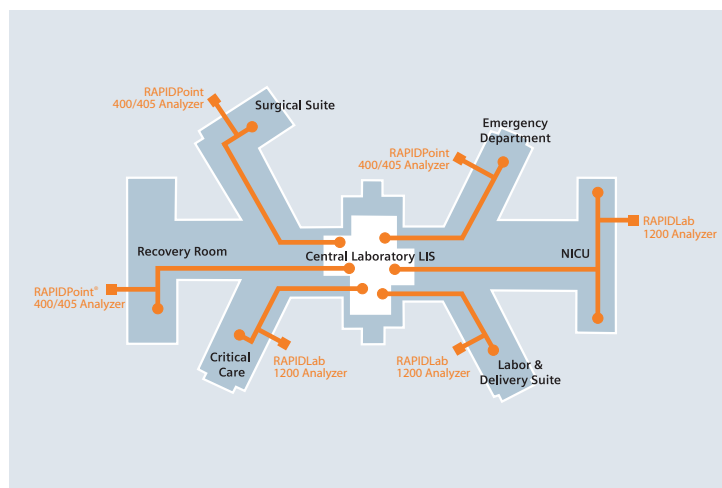 RAPIDPoint
400/405 Analyzer
Surgical Suite
Emergency
Department
RAPIDPoint
400/405 Analyzer
RAPIDLab
1200 Analyzer
Recovery Room
Central Laboratory LIS
NICU
RAPIDPoint®
400/405 Analyzer
Critical
Care
RAPIDLab
1200 Analyzer
RAPIDLab
1200 Analyzer
Labor &
Delivery Suite